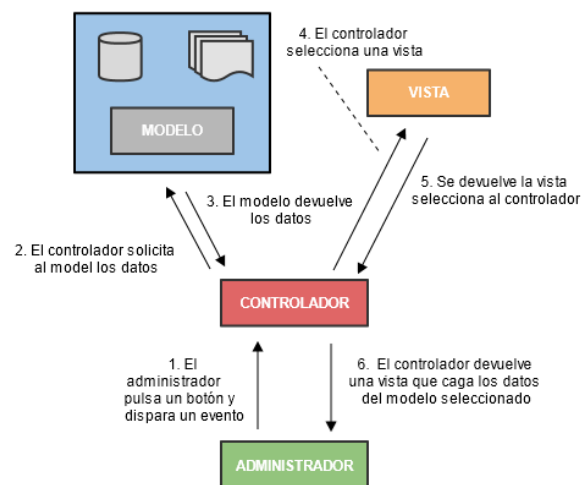 4. El controlador
selecciona una vista
VISTA
MODELO
5. Se devuelve la vista
selecciona al controlador
3. El modelo devuelve
los datos
2. El controlador solicita
al model los datos
CONTROLADOR
1. El
administrador
pulsa un botón y
dispara un evento
6. El controlador devuelve
una vista que caga los datos
del modelo seleccionado
ADMINISTRADOR